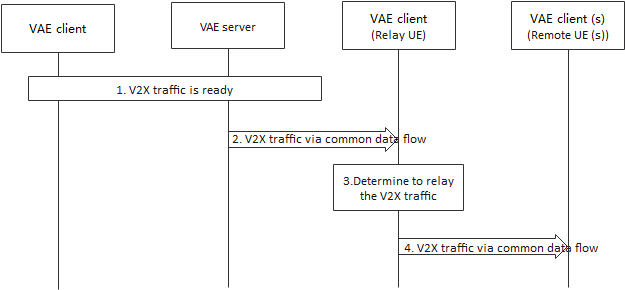 VAE client
VAE server
VAE client
(Relay UE)
VAE client (s)
(Remote UE (s))
1. V2X traffic is ready
2. V2X traffic via common data flow
3.Determine to relay
the V2X traffic
4. V2X traffic via common data flow